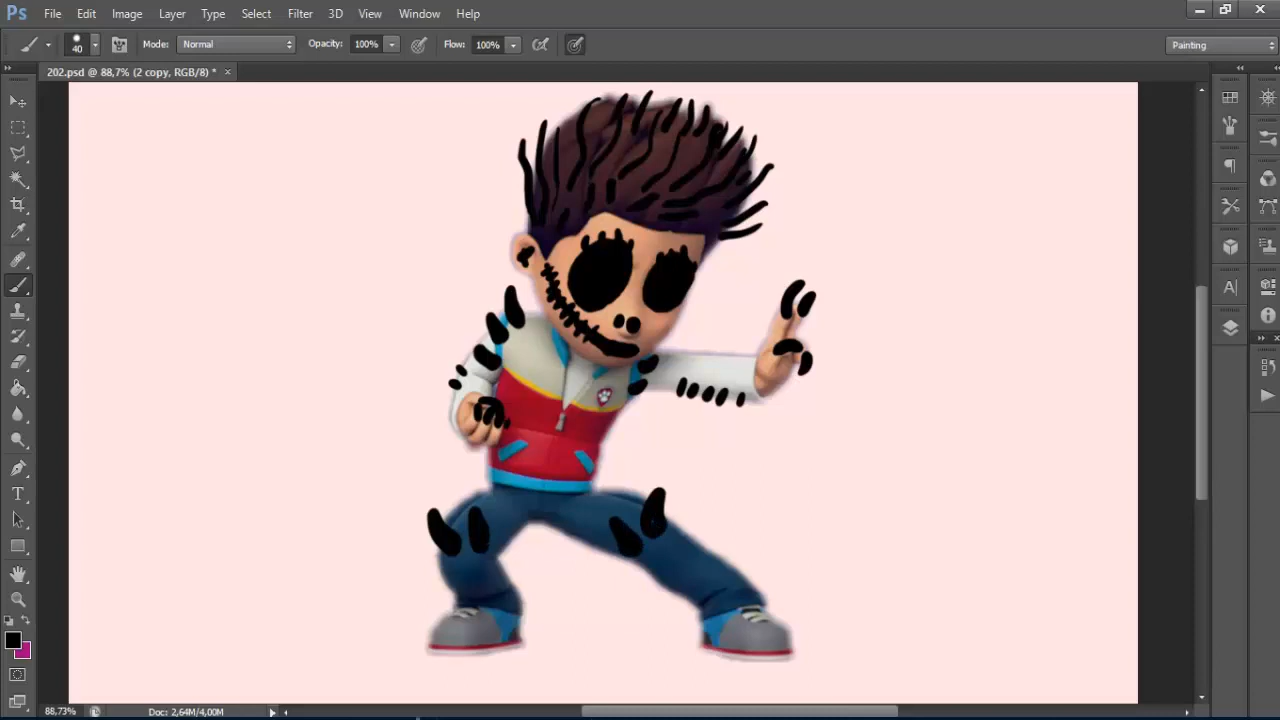 Ps File Edit Image Layer Type Select Filter 3D View Window Help
40 Mode: Normal Opacity: 100% Flow: 100% Painting
202.psd @ 88,7% (2 copy, RGB/8) * ×
88,73% Doc: 2,64M/4,00M